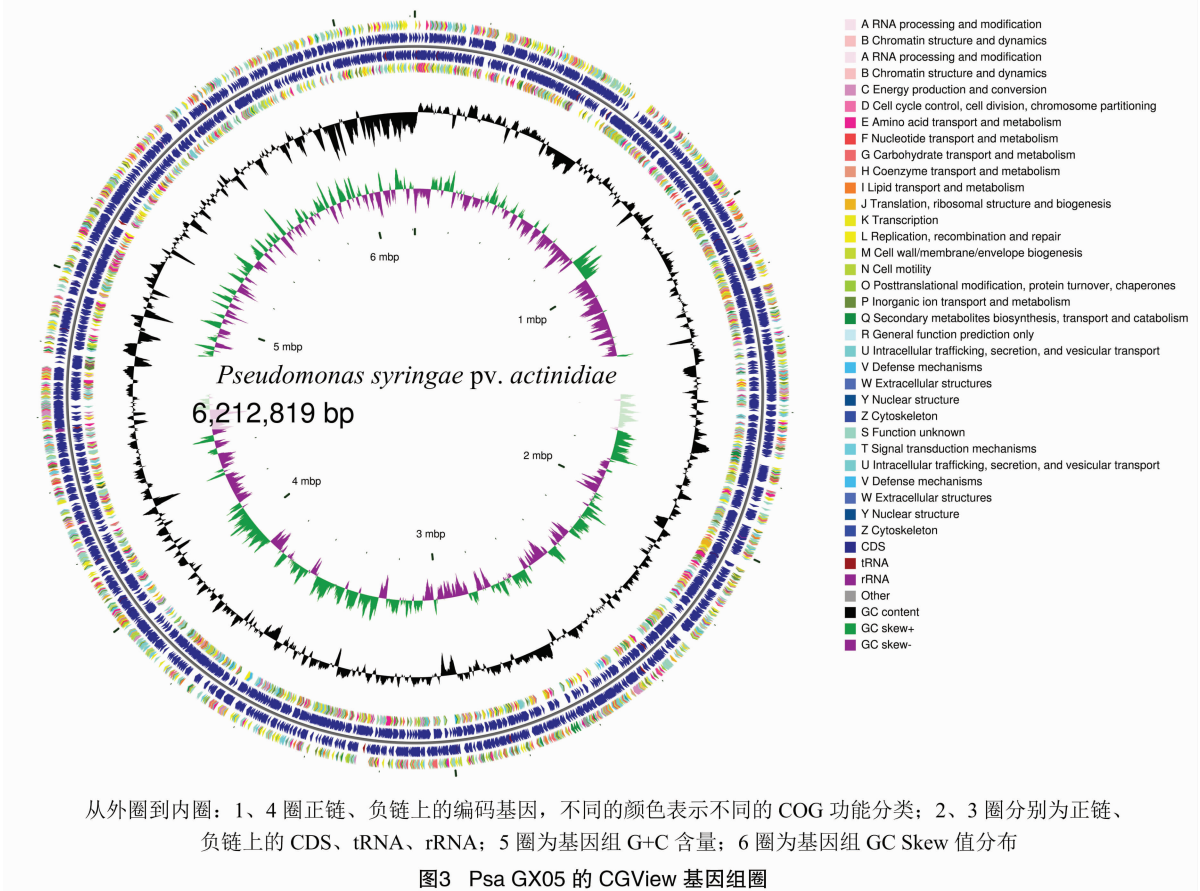 6 mbp
1 mbp
5 mbp
Pseudomonas syringae pv. actinidiae
6,212,819 bp
2 mbp
4 mbp
3 mbp
A RNA processing and modification
B Chromatin structure and dynamics
A RNA processing and modification
B Chromatin structure and dynamics
C Energy production and conversion
D Cell cycle control, cell division, chromosome partitioning
E Amino acid transport and metabolism
F Nucleotide transport and metabolism
G Carbohydrate transport and metabolism
H Coenzyme transport and metabolism
I Lipid transport and metabolism
J Translation, ribosomal structure and biogenesis
K Transcription
L Replication, recombination and repair
M Cell wall/membrane/envelope biogenesis
N Cell motility
O Posttranslational modification, protein turnover, chaperones
P Inorganic ion transport and metabolism
Q Secondary metabolites biosynthesis, transport and catabolism
R General function prediction only
U Intracellular trafficking, secretion, and vesicular transport
V Defense mechanisms
W Extracellular structures
Y Nuclear structure
Z Cytoskeleton
S Function unknown
T Signal transduction mechanisms
U Intracellular trafficking, secretion, and vesicular transport
V Defense mechanisms
W Extracellular structures
Y Nuclear structure
Z Cytoskeleton
CDS
tRNA
rRNA
Other
GC content
GC skew+
GC skew-
从外圈到内圈：1、4 圈正链、负链上的编码基因，不同的颜色表示不同的 COG 功能分类；2、3 圈分别为正链、
负链上的 CDS、tRNA、rRNA；5 圈为基因组 G+C 含量；6 圈为基因组 GC Skew 值分布
图3 Psa GX05 的 CGView 基因组圈